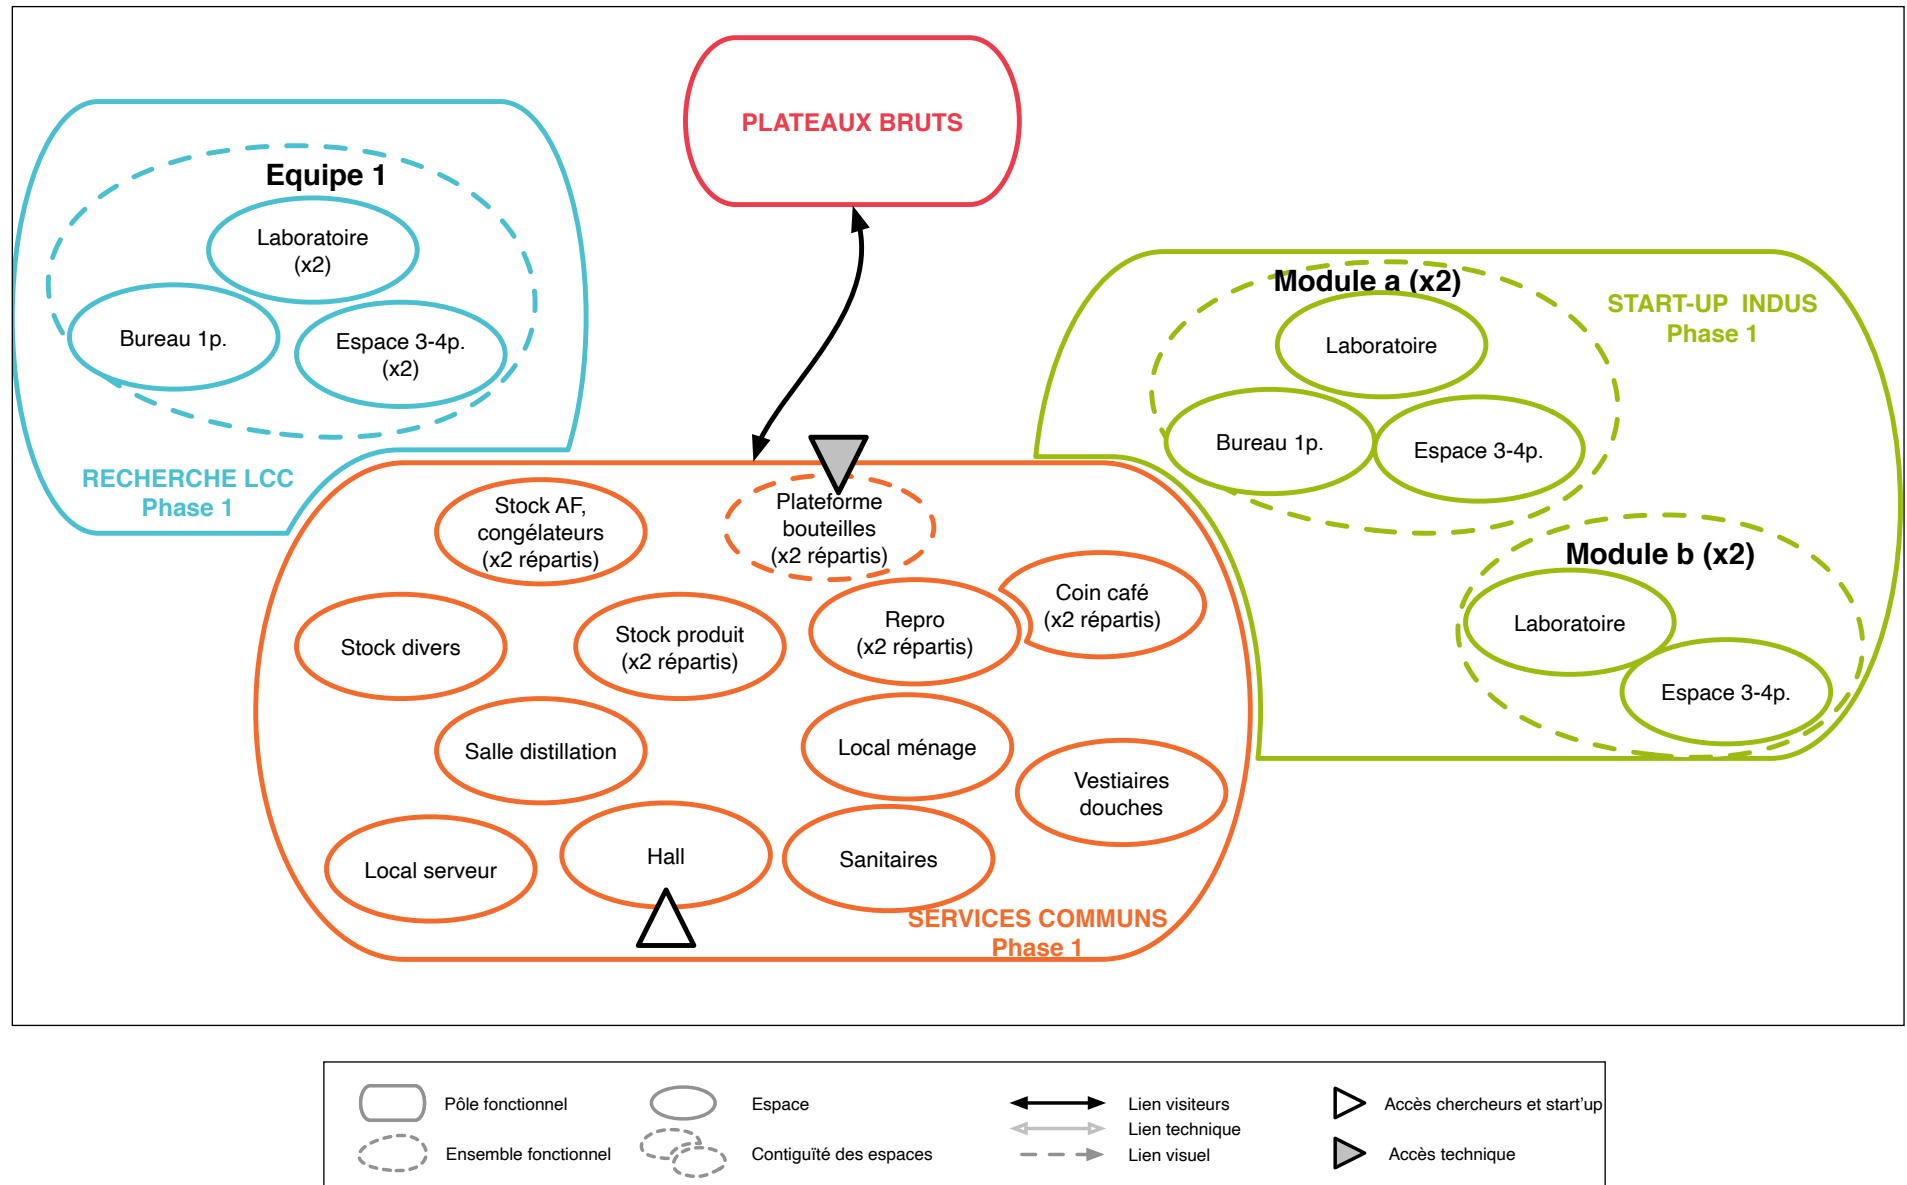 PLATEAUX BRUTS
Equipe 1
Laboratoire
(x2)
Bureau 1p.
Espace 3-4p.
(x2)
RECHERCHE LCC
Phase 1
Module a (x2)
START-UP INDUS
Phase 1
Laboratoire
Bureau 1p.
Espace 3-4p.
Module b (x2)
Laboratoire
Espace 3-4p.
Stock AF,
congélateurs
(x2 répartis)
Plateforme
bouteilles
(x2 répartis)
Coin café
(x2 répartis)
Stock divers
Stock produit
(x2 répartis)
Repro
(x2 répartis)
Salle distillation
Local ménage
Vestiaires
douches
Local serveur
Hall
Sanitaires
SERVICES COMMUNS
Phase 1
Pôle fonctionnel
Espace
Lien visiteurs
Accès chercheurs et start'up
Lien technique
Ensemble fonctionnel
Contiguïté des espaces
Lien visuel
Accès technique